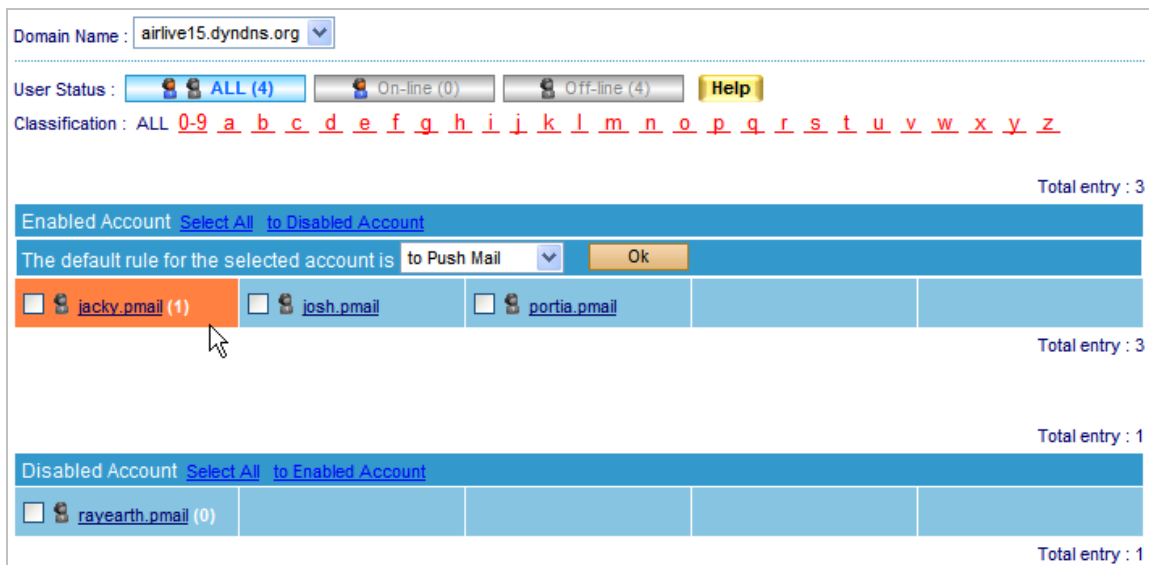 Domain Name : airlive15.dyndns.org
User Status : ALL (4) On-line (0) Off-line (4) Help
Classification : ALL 0-9 a b c d e f g h i j k l m n o p q r s t u v w x y z
Total entry : 3
Enabled Account Select All to Disabled Account
The default rule for the selected account is to Push Mail Ok
jacky.pmail (1) josh.pmail portia.pmail
Total entry : 3
Total entry : 1
Disabled Account Select All to Enabled Account
rayearth.pmail (0)
Total entry : 1